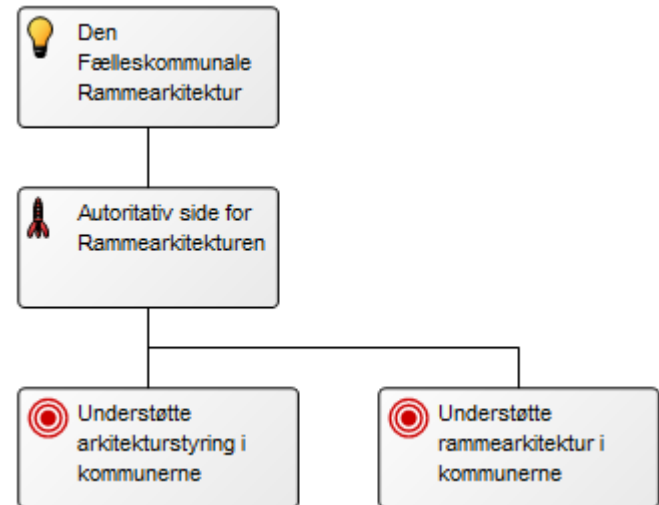 Den
Fælleskommunale
Rammearkitektur
Autoritativ side for
Rammearkitekturen
Understøtte
arkitekturstyring i
kommunerne
Understøtte
rammearkitektur i
kommunerne